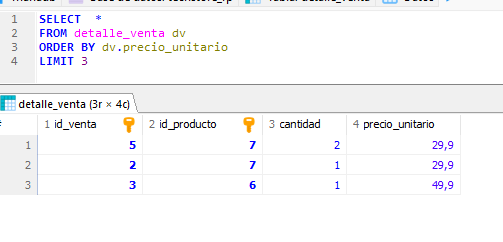 1 SELECT *
2 FROM detalle_venta dv
3 ORDER BY dv.precio_unitario
4 LIMIT 3
detalle_venta (3r × 4c)
# 1 id_venta 2 id_producto 3 cantidad 4 precio_unitario
1 5 7 2 29,9
2 2 7 1 29,9
3 3 6 1 49,9